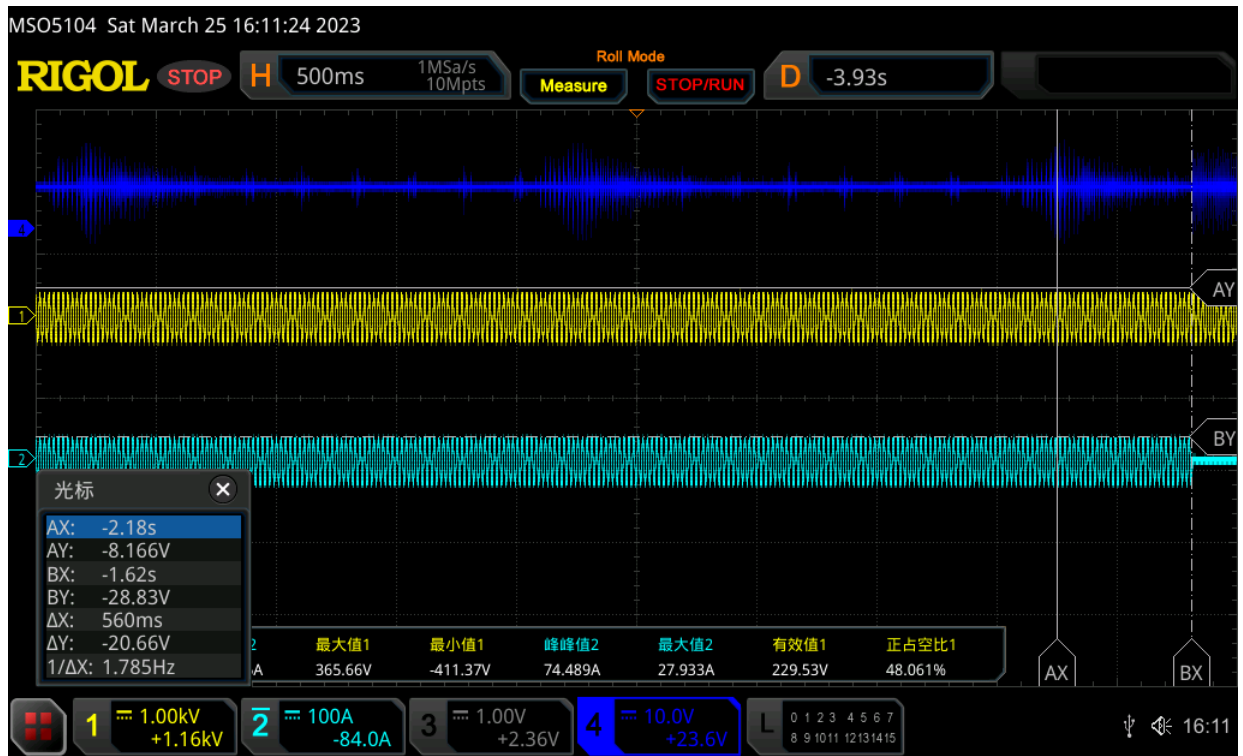 MSO5104 Sat March 25 16:11:24 2023
RIGOL STOP H 500ms 1MSa/s 10Mpts Roll Mode Measure STOP/RUN D -3.93s
4
1
AY
2
BY
光标
AX: -2.18s
AY: -8.166V
BX: -1.62s
BY: -28.83V
ΔX: 560ms
ΔY: -20.66V
1/ΔX: 1.785Hz
2 最大值1 最小值1 峰峰值2 最大值2 有效值1 正占空比1
A 365.66V -411.37V 74.489A 27.933A 229.53V 48.061%
AX BX
1 1.00kV +1.16kV 2 100A -84.0A 3 1.00V +2.36V 4 10.0V +23.6V L 0 1 2 3 4 5 6 7 8 9 10 11 12 13 14 15 16:11